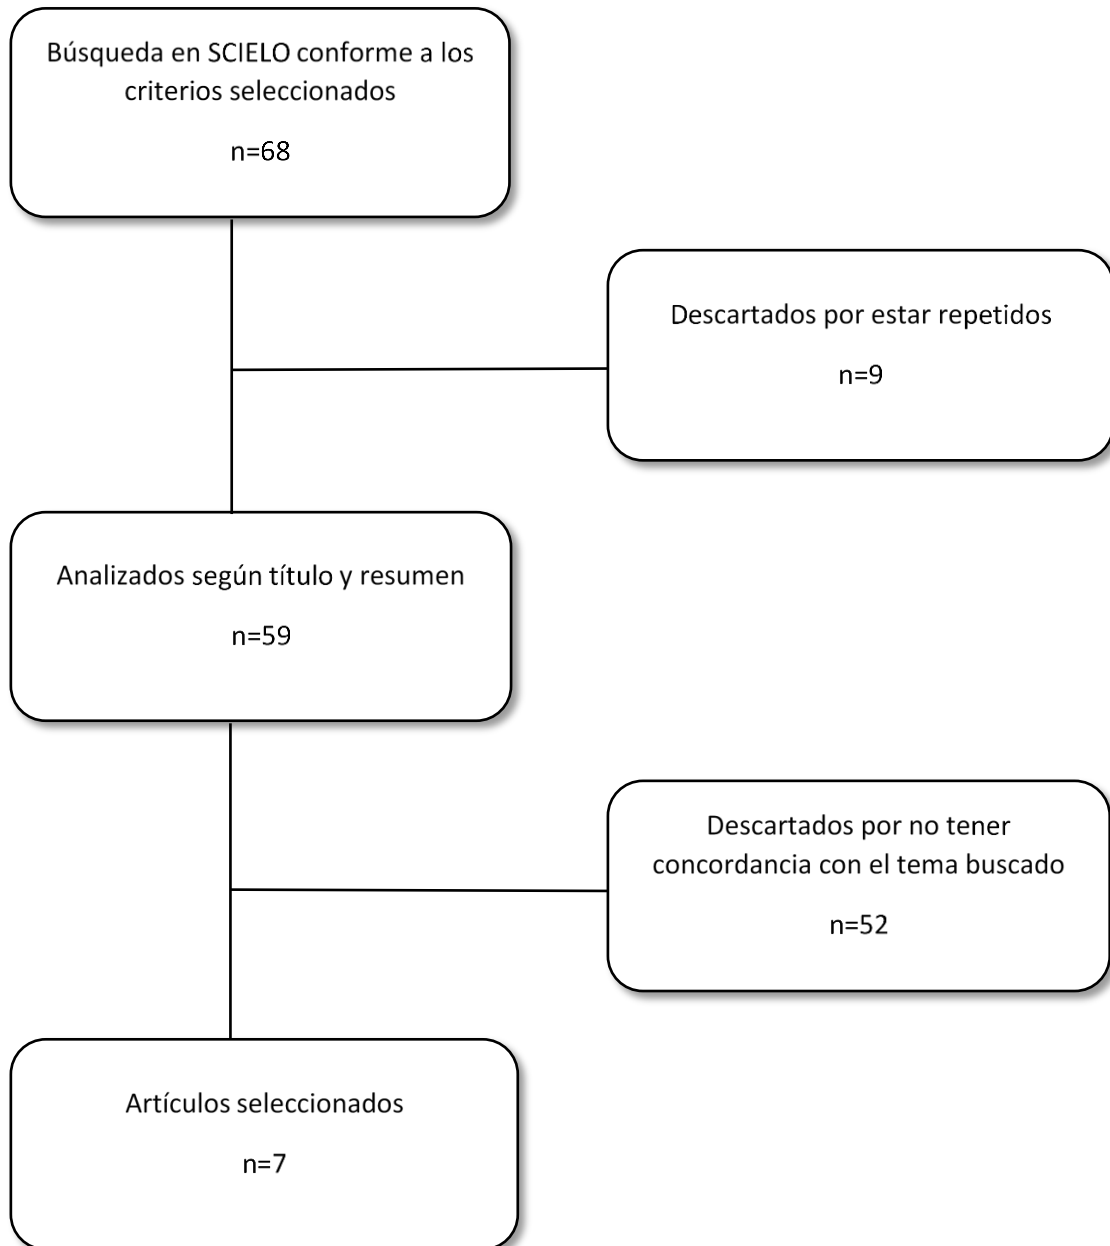 Búsqueda en SCIELO conforme a los
criterios seleccionados
n=68
Descartados por estar repetidos
n=9
Analizados según título y resumen
n=59
Descartados por no tener
concordancia con el tema buscado
n=52
Artículos seleccionados
n=7